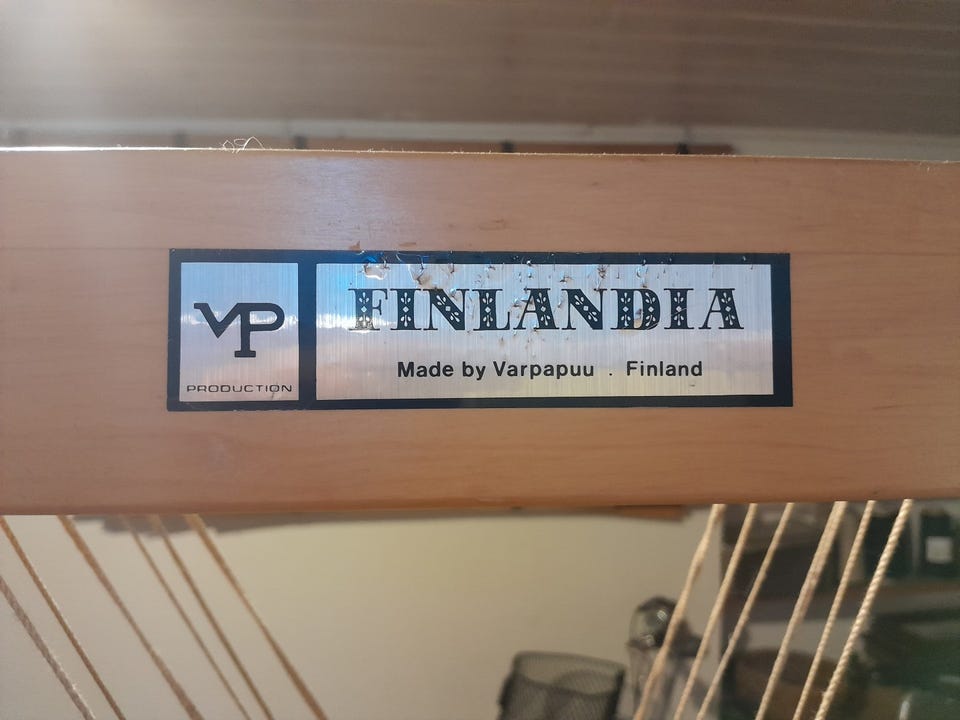 VP
PRODUCTION
FINLANDIA
Made by Varpapuu . Finland